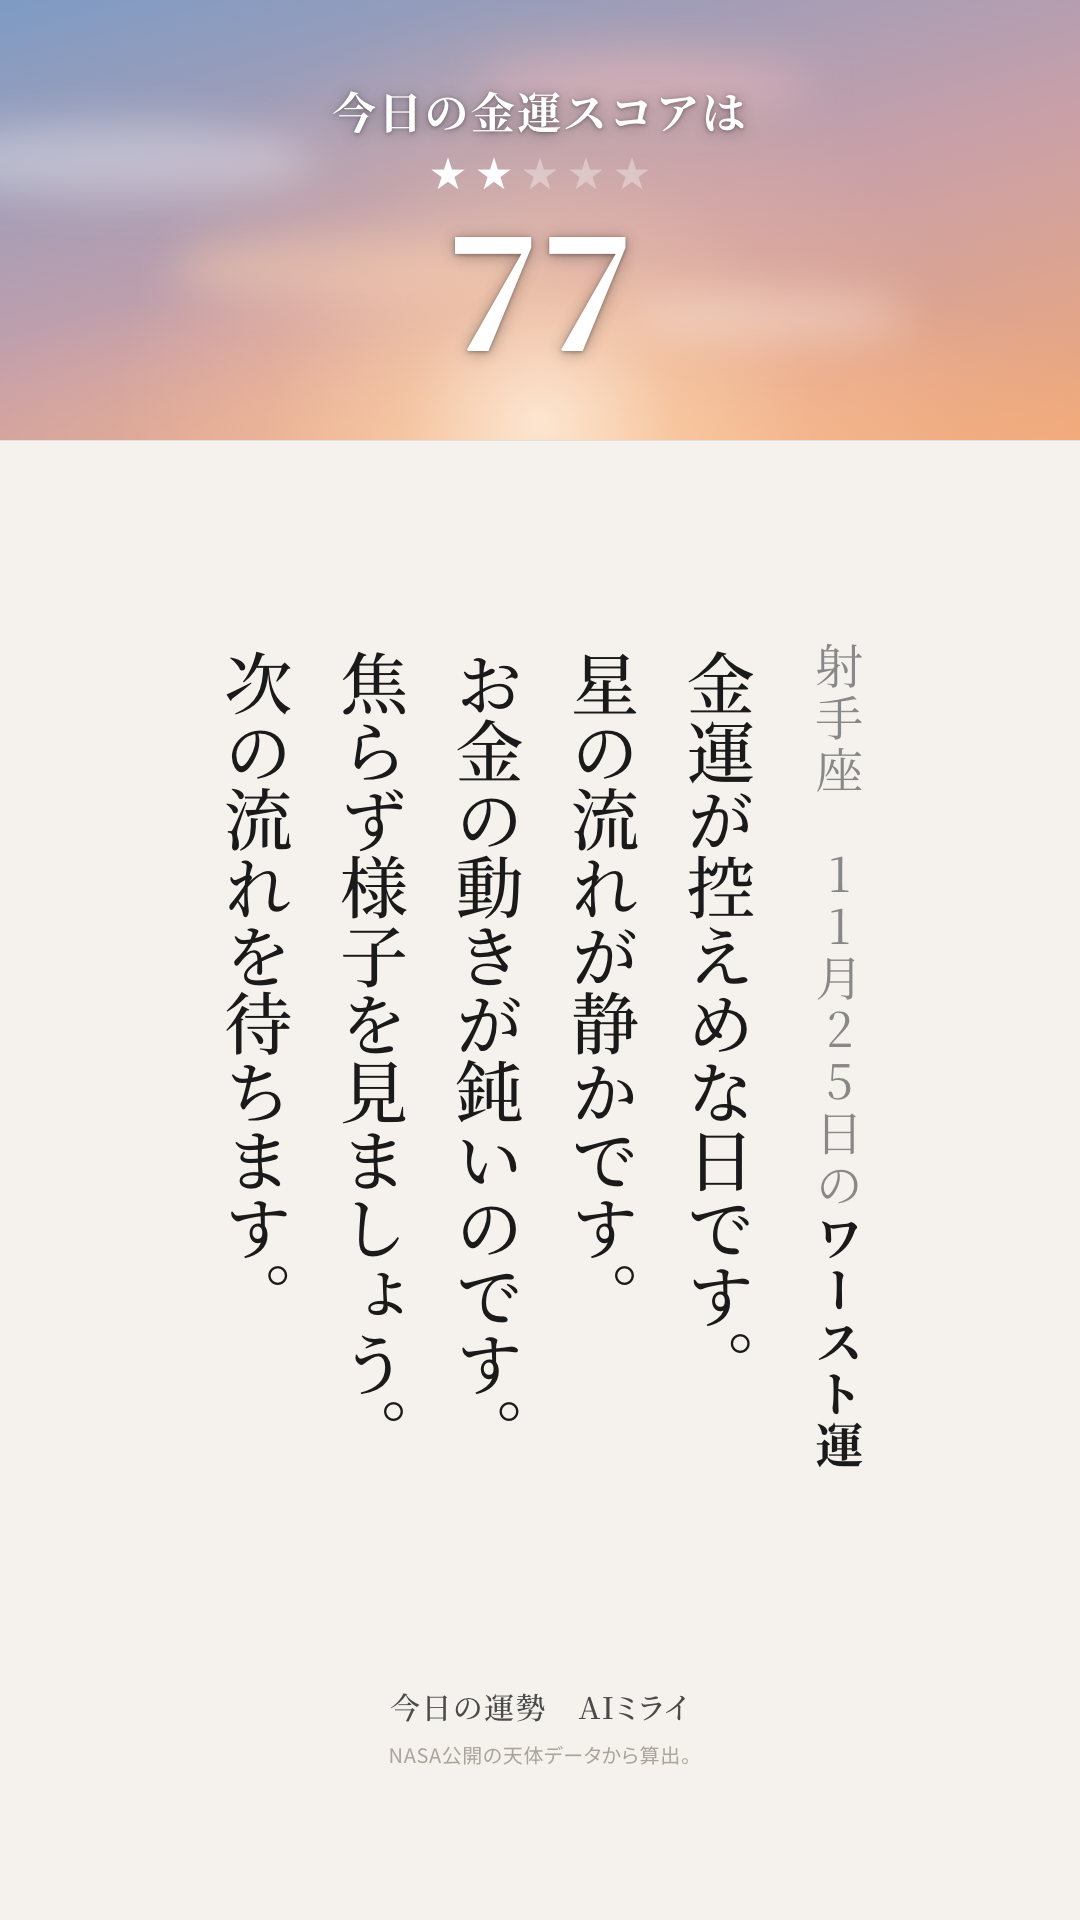 今日の金運スコアは
★★★★★
77
射手座　11月25日のワースト運
金運が控えめな日です。
星の流れが静かです。
お金の動きが鈍いのです。
焦らず様子を見ましょう。
次の流れを待ちます。
今日の運勢　AIミライ
NASA公開の天体データから算出。